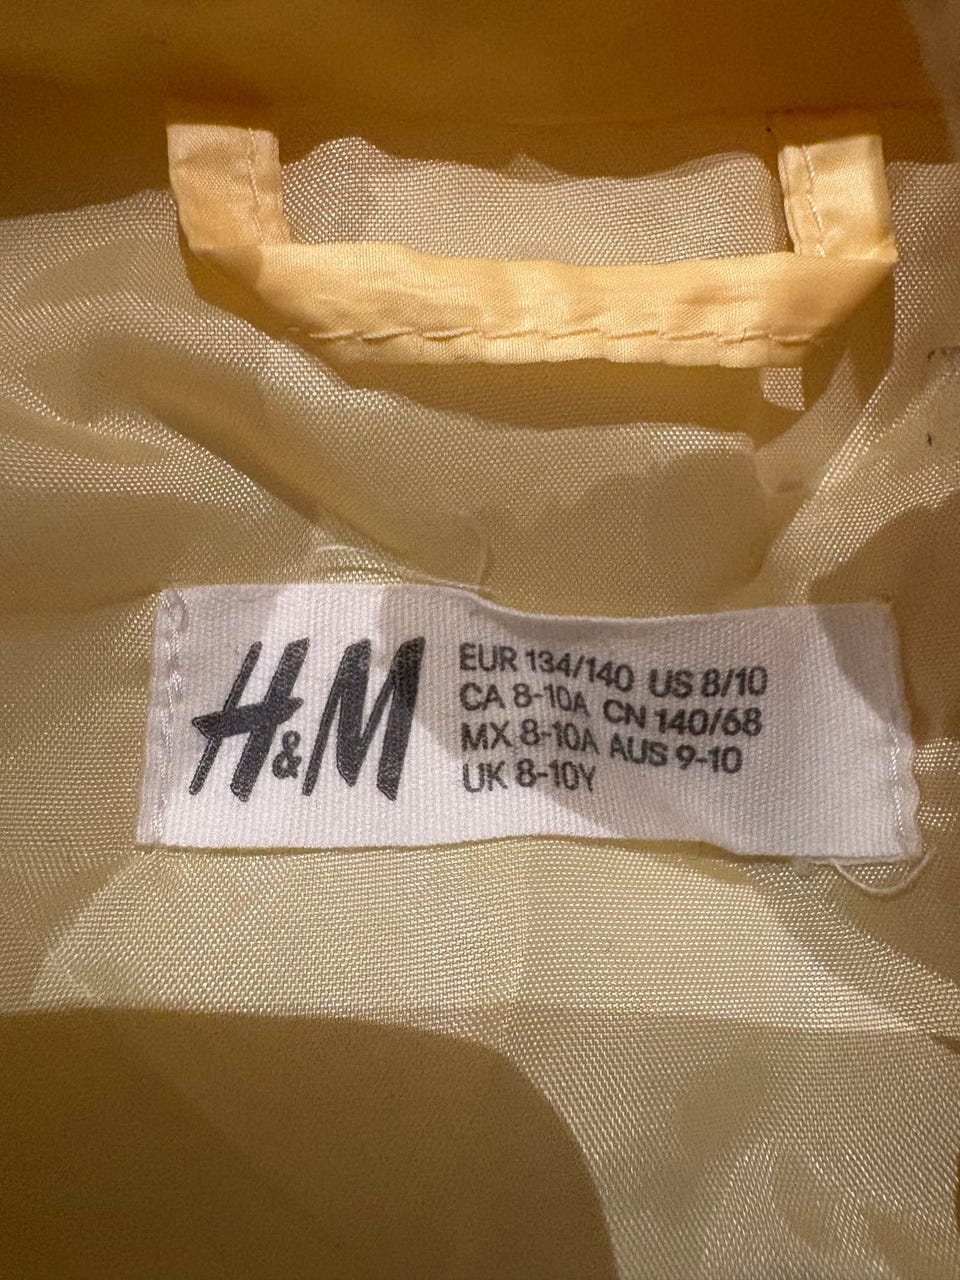 H&M
EUR 134/140 US 8/10
CA 8-10A CN 140/68
MX 8-10A AUS 9-10
UK 8-10Y